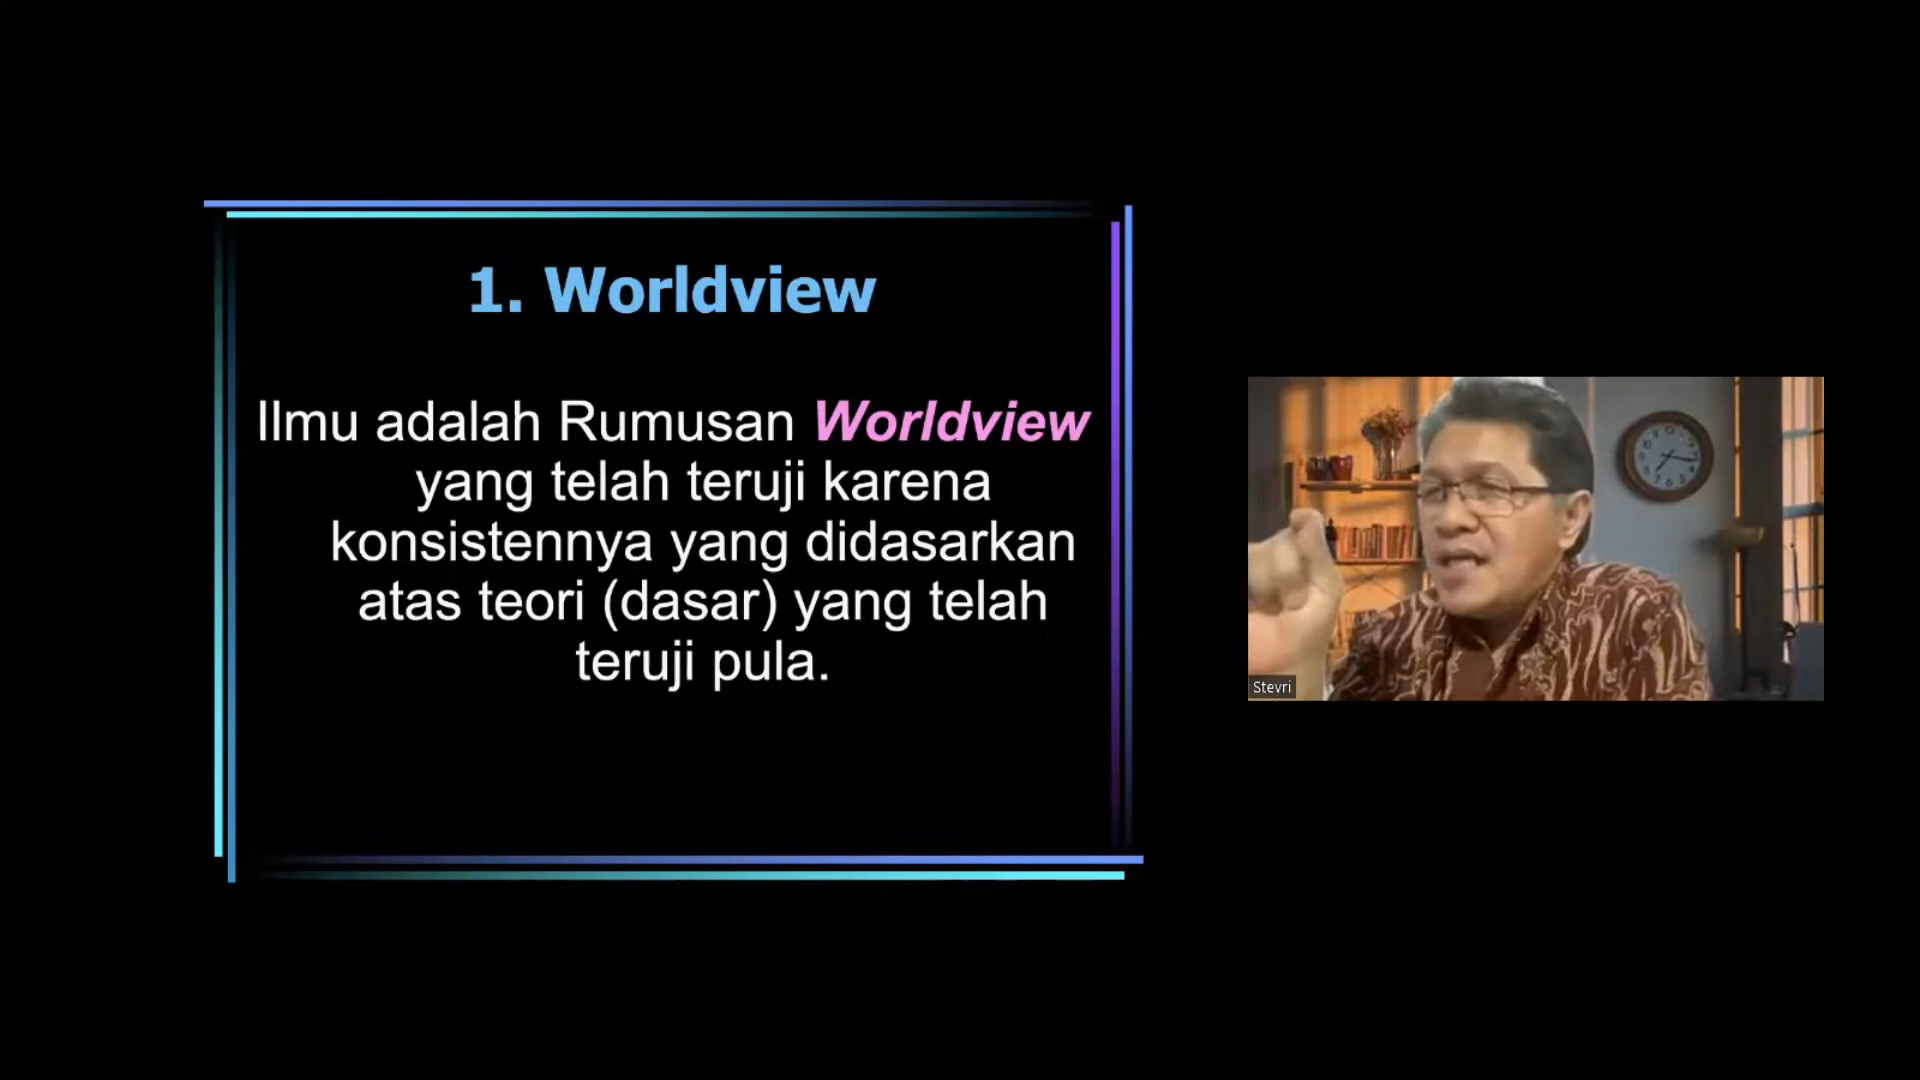 1. Worldview
Ilmu adalah Rumusan Worldview
yang telah teruji karena
konsistennya yang didasarkan
atas teori (dasar) yang telah
teruji pula.
Stevri